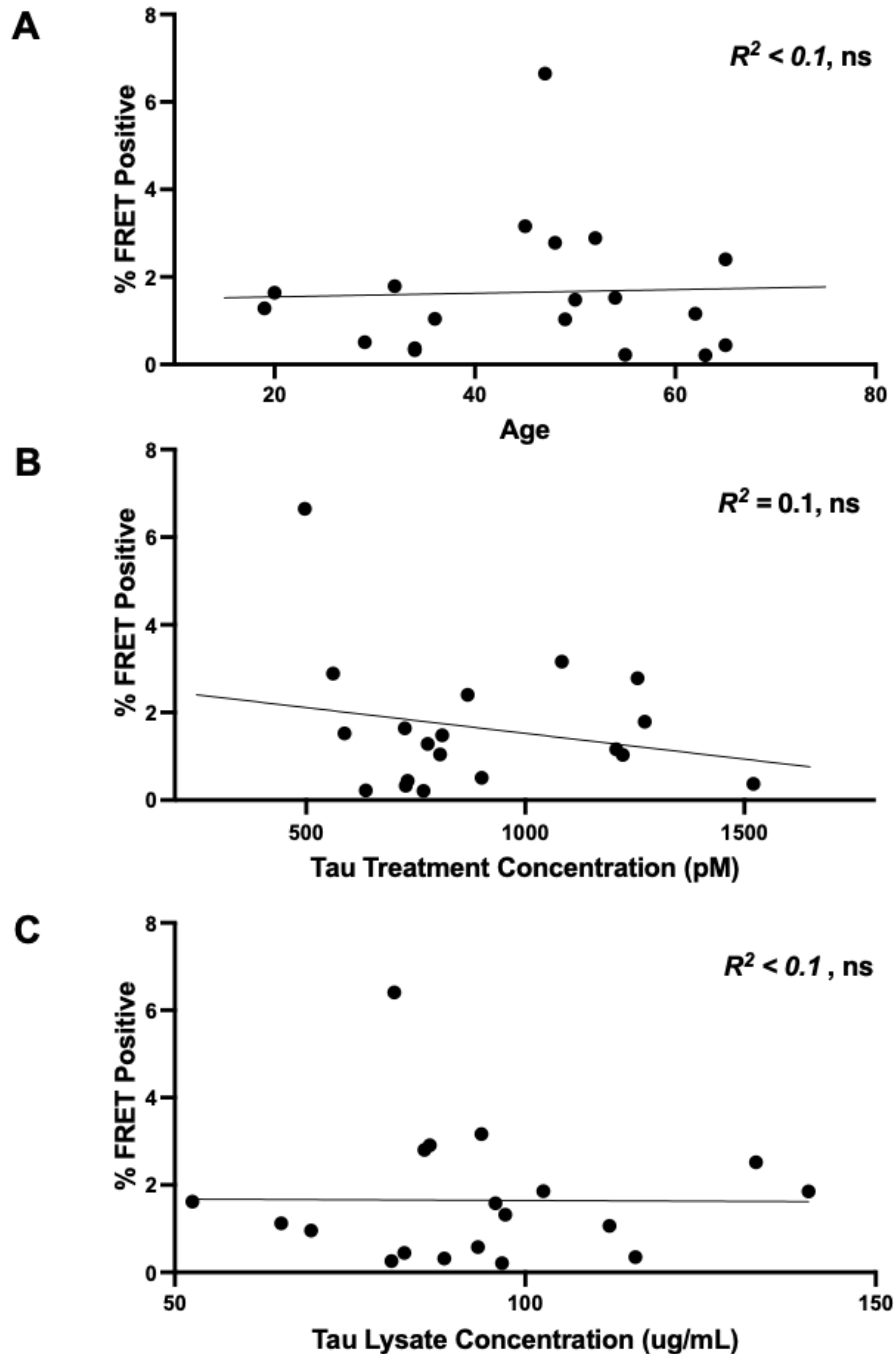 A
8
R² < 0.1, ns
6
4
2
0
% FRET Positive
20
40
60
80
Age
B
8
R² = 0.1, ns
6
4
2
0
% FRET Positive
500
1000
1500
Tau Treatment Concentration (pM)
C
8
R² < 0.1 , ns
6
4
2
0
% FRET Positive
50
100
150
Tau Lysate Concentration (ug/mL)